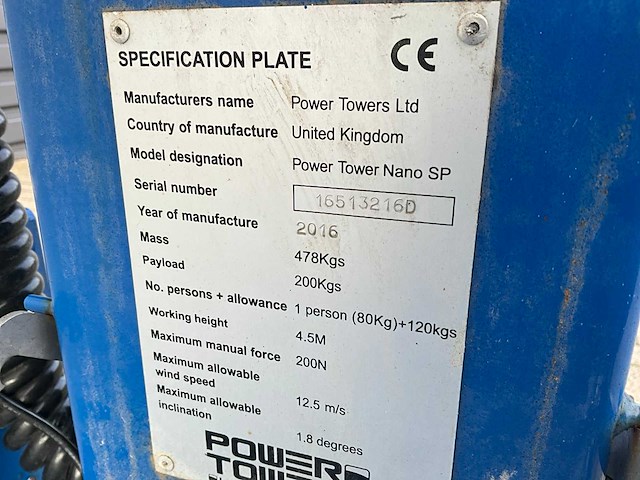 SPECIFICATION PLATE CE
Manufacturers name Power Towers Ltd
Country of manufacture United Kingdom
Model designation Power Tower Nano SP
Serial number 16513216D
Year of manufacture 2016
Mass 478Kgs
Payload 200Kgs
No. persons + allowance 1 person (80Kg)+120kgs
Working height 4.5M
Maximum manual force 200N
Maximum allowable
wind speed 12.5 m/s
Maximum allowable
inclination 1.8 degrees
POWER
TOWER